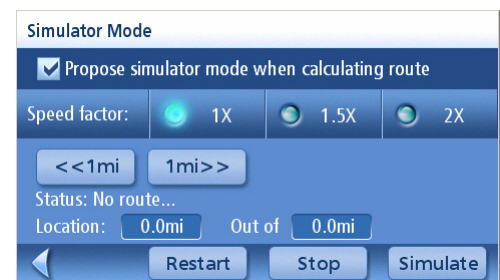 Simulator Mode
Propose simulator mode when calculating route
Speed factor: 1X 1.5X 2X
<<1mi 1mi>>
Status: No route...
Location: 0.0mi Out of 0.0mi
Restart Stop Simulate